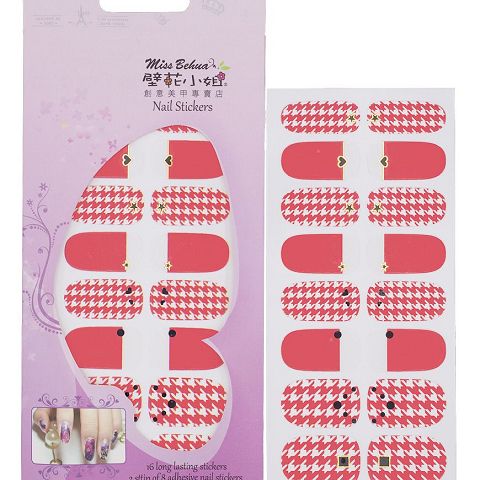 Miss Behua
壁花小姐®
創意美甲專賣店
Nail Stickers
16 long lasting stickers
2 sttip of 8 adhesive nail stickers